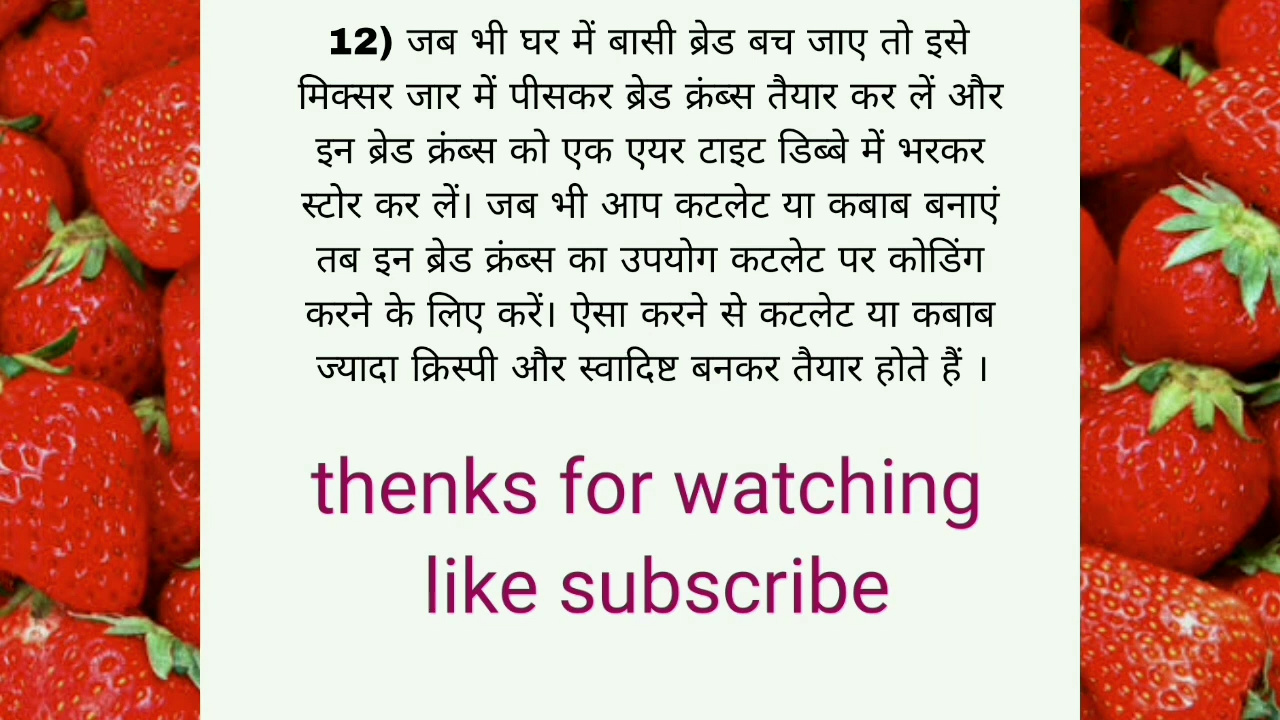 12) जब भी घर में बासी ब्रेड बच जाए तो इसे
मिक्सर जार में पीसकर ब्रेड क्रंब्स तैयार कर लें और
इन ब्रेड क्रंब्स को एक एयर टाइट डिब्बे में भरकर
स्टोर कर लें। जब भी आप कटलेट या कबाब बनाएं
तब इन ब्रेड क्रंब्स का उपयोग कटलेट पर कोडिंग
करने के लिए करें। ऐसा करने से कटलेट या कबाब
ज्यादा क्रिस्पी और स्वादिष्ट बनकर तैयार होते हैं ।
thenks for watching
like subscribe